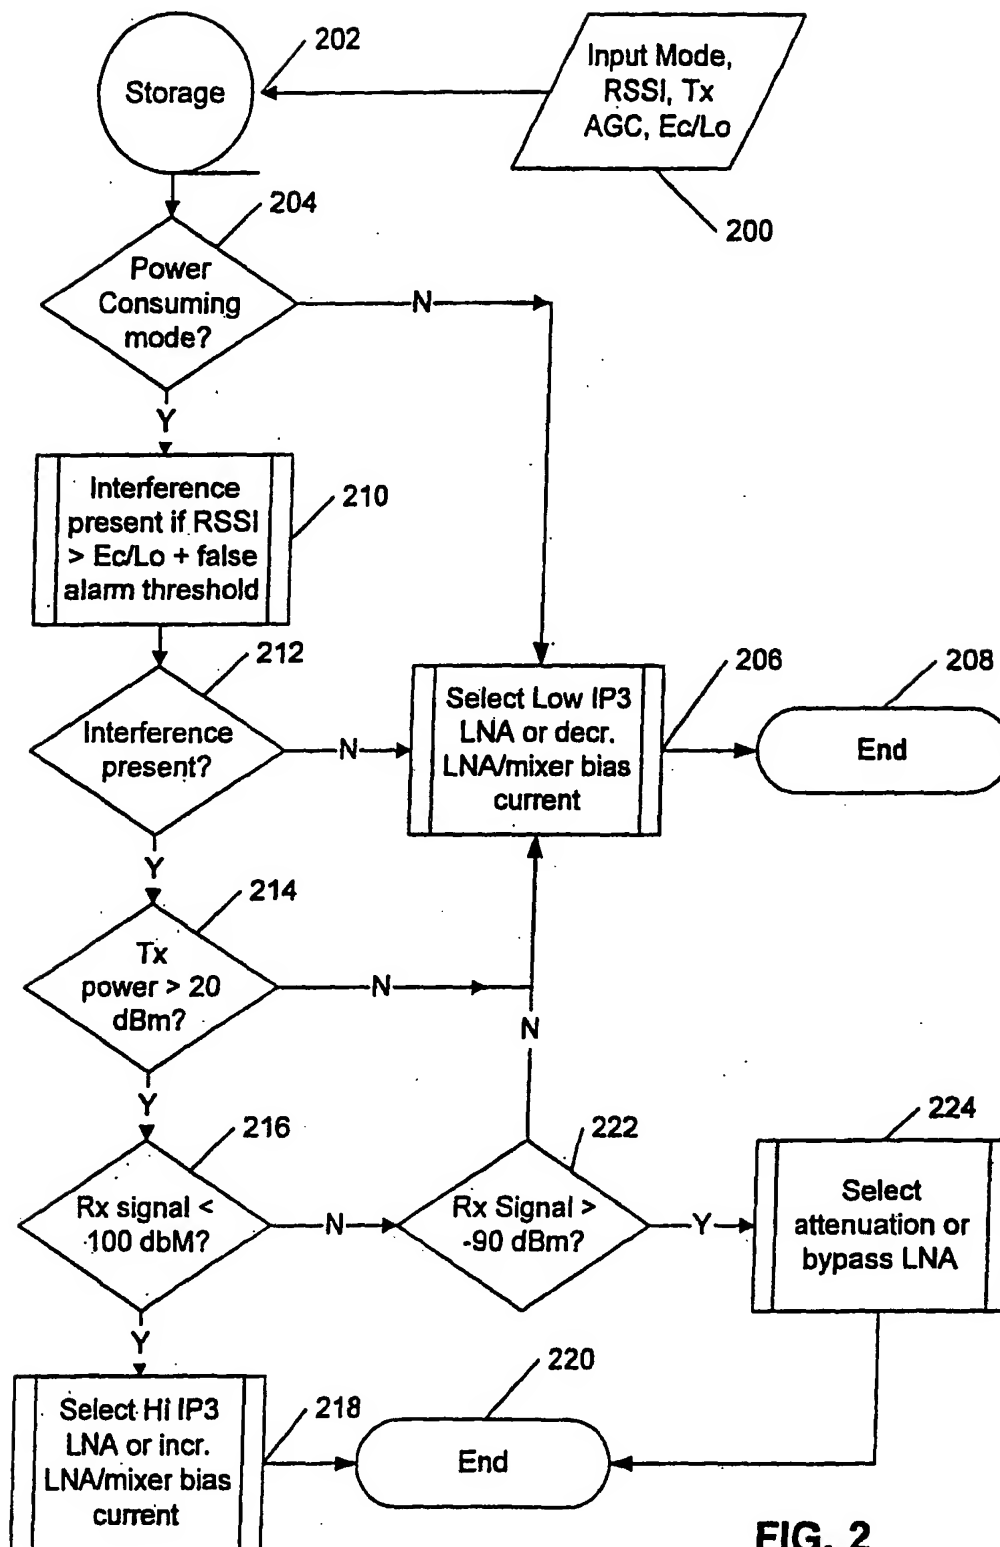 202
Storage
Input Mode,
RSSI, Tx
AGC, Ec/Lo
200
204
Power
Consuming
mode?
N
Y
Interference
present if RSSI
> Ec/Lo + false
alarm threshold
210
212
Interference
present?
N
Select Low IP3
LNA or decr.
LNA/mixer bias
current
206
208
End
Y
214
Tx
power > 20
dBm?
N
N
Y
216
Rx signal <
100 dbM?
N
222
Rx Signal >
-90 dBm?
Y
224
Select
attenuation or
bypass LNA
Y
Select Hi IP3
LNA or incr.
LNA/mixer bias
current
218
220
End
FIG. 2